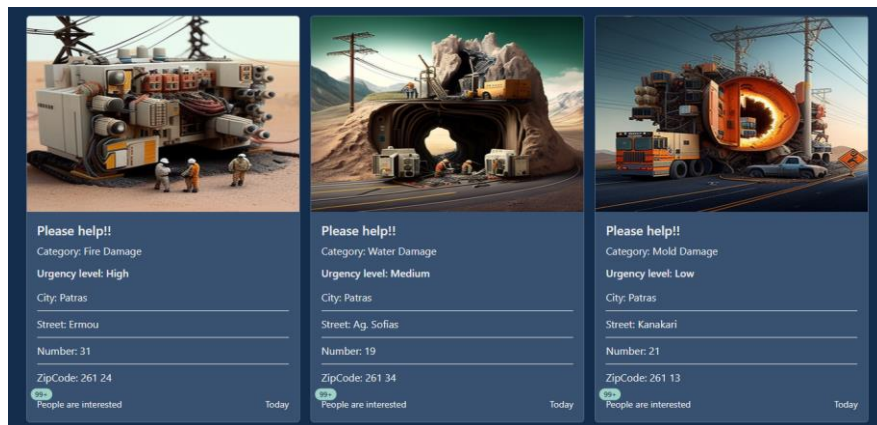 Please help!!
Category: Fire Damage
Urgency level: High
City: Patras
Street: Ermou
Number: 31
ZipCode: 261 24
99+
People are interested
Today
Please help!!
Category: Water Damage
Urgency level: Medium
City: Patras
Street: Ag. Sofias
Number: 19
ZipCode: 261 34
99+
People are interested
Today
Please help!!
Category: Mold Damage
Urgency level: Low
City: Patras
Street: Kanakari
Number: 21
ZipCode: 261 13
99+
People are interested
Today